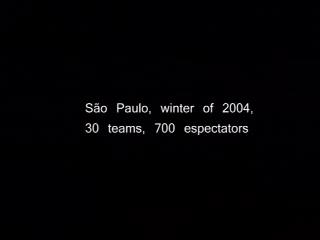 São Paulo, winter of 2004,
30 teams, 700 espectators